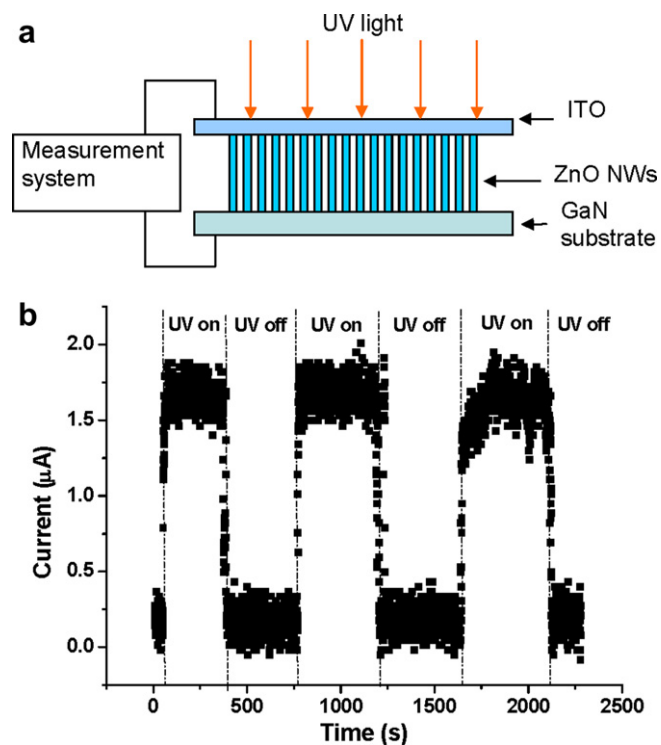 a
UV light
ITO
Measurement
system
ZnO NWs
GaN
substrate
b
UV on
UV off
UV on
UV off
UV on
UV off
2.0
1.5
1.0
0.5
0.0
Current (μA)
0
500
1000
1500
2000
2500
Time (s)